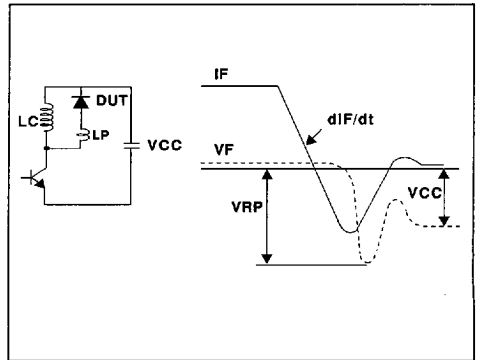 IF
DUT
dIF/dt
LC
LP
VCC
VF
VRP
VCC